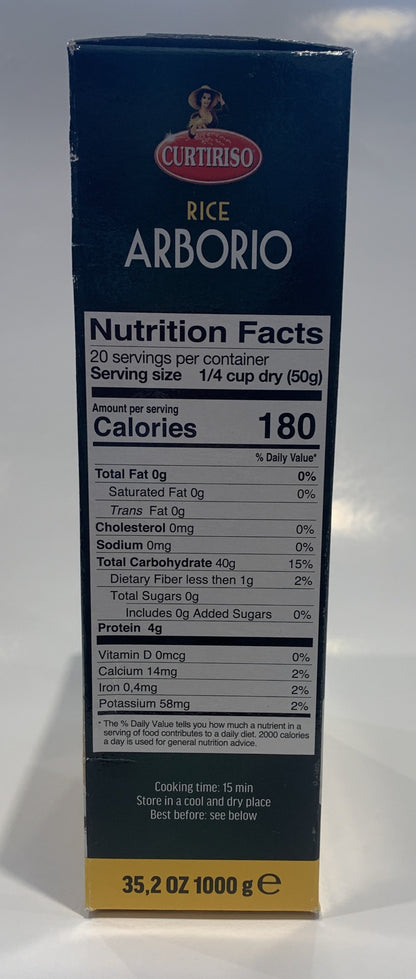 CURTIRISO
RICE
ARBORIO
Nutrition Facts
20 servings per container
Serving size 1/4 cup dry (50g)
Amount per serving
Calories 180
% Daily Value*
Total Fat 0g 0%
Saturated Fat 0g 0%
Trans Fat 0g
Cholesterol 0mg 0%
Sodium 0mg 0%
Total Carbohydrate 40g 15%
Dietary Fiber less then 1g 2%
Total Sugars 0g
Includes 0g Added Sugars 0%
Protein 4g
Vitamin D 0mcg 0%
Calcium 14mg 2%
Iron 0,4mg 2%
Potassium 58mg 2%
* The % Daily Value tells you how much a nutrient in a
serving of food contributes to a daily diet. 2000 calories
a day is used for general nutrition advice.
Cooking time: 15 min
Store in a cool and dry place
Best before: see below
35,2 OZ 1000 g ℮